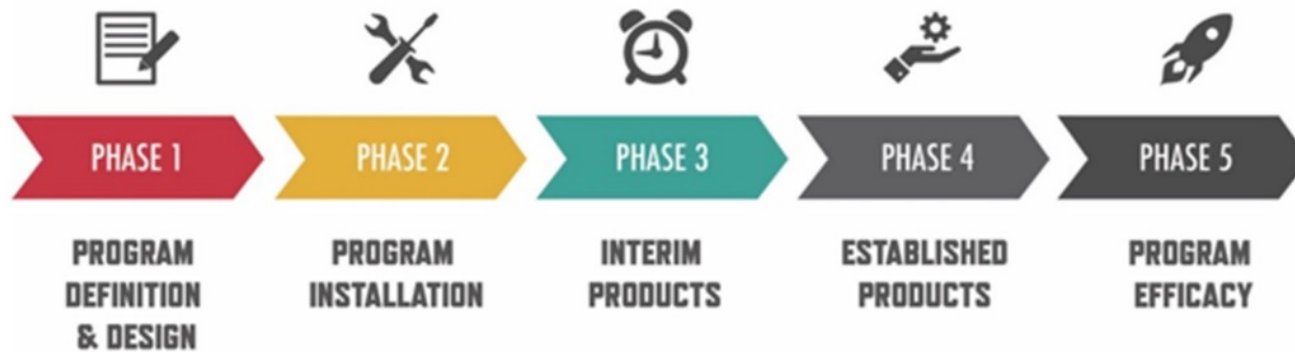 PHASE 1
PHASE 2
PHASE 3
PHASE 4
PHASE 5
PROGRAM
DEFINITION
& DESIGN
PROGRAM
INSTALLATION
INTERIM
PRODUCTS
ESTABLISHED
PRODUCTS
PROGRAM
EFFICACY